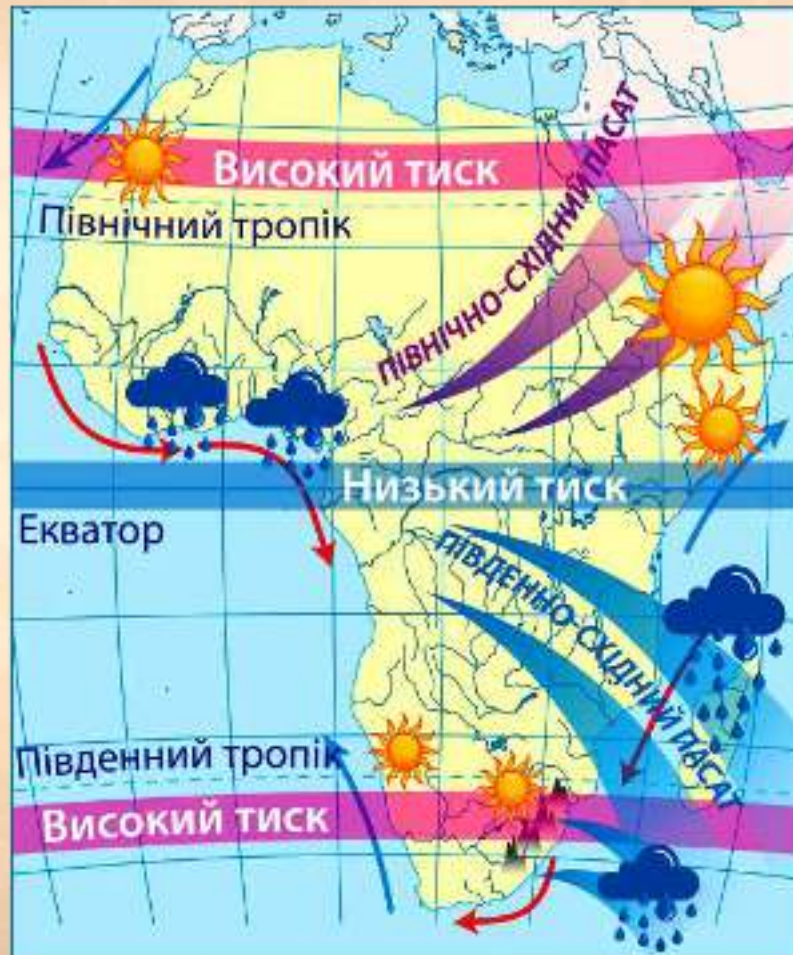 Високий тиск
ПІВНІЧНО-СХІДНИЙ ПАСАТ
Північний тропік
Низький тиск
Екватор
ПІВДЕННО-СХІДНИЙ ПАСАТ
Південний тропік
Високий тиск